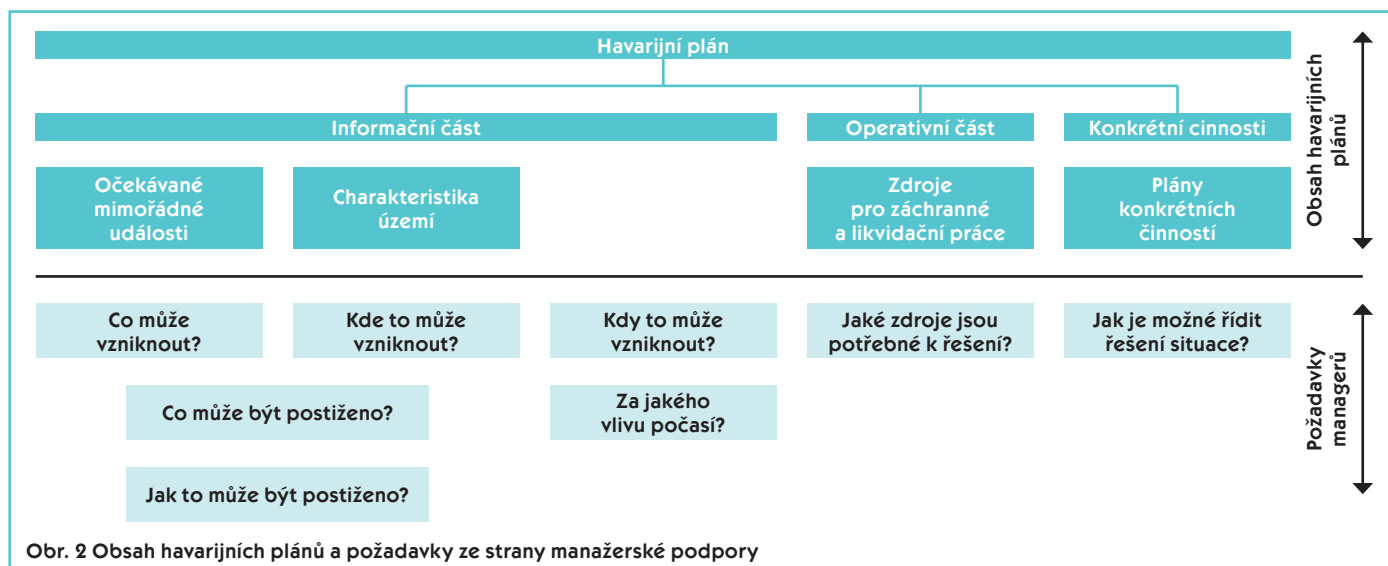 Havarijní plán
Informační část
Operativní část
Konkrétní cinnosti
Očekávané
mimořádné
události
Charakteristika
území
Zdroje
pro záchranné
a likvidační práce
Plány
konkrétních
činností
Obsah havarijních
plánů
Co může
vzniknout?
Kde to může
vzniknout?
Kdy to může
vzniknout?
Jaké zdroje jsou
potřebné k řešení?
Jak je možné řídit
řešení situace?
Co může být postiženo?
Za jakého
vlivu počasí?
Jak to může být postiženo?
Požadavky
managerů
Obr. 2 Obsah havarijních plánů a požadavky ze strany manažerské podpory